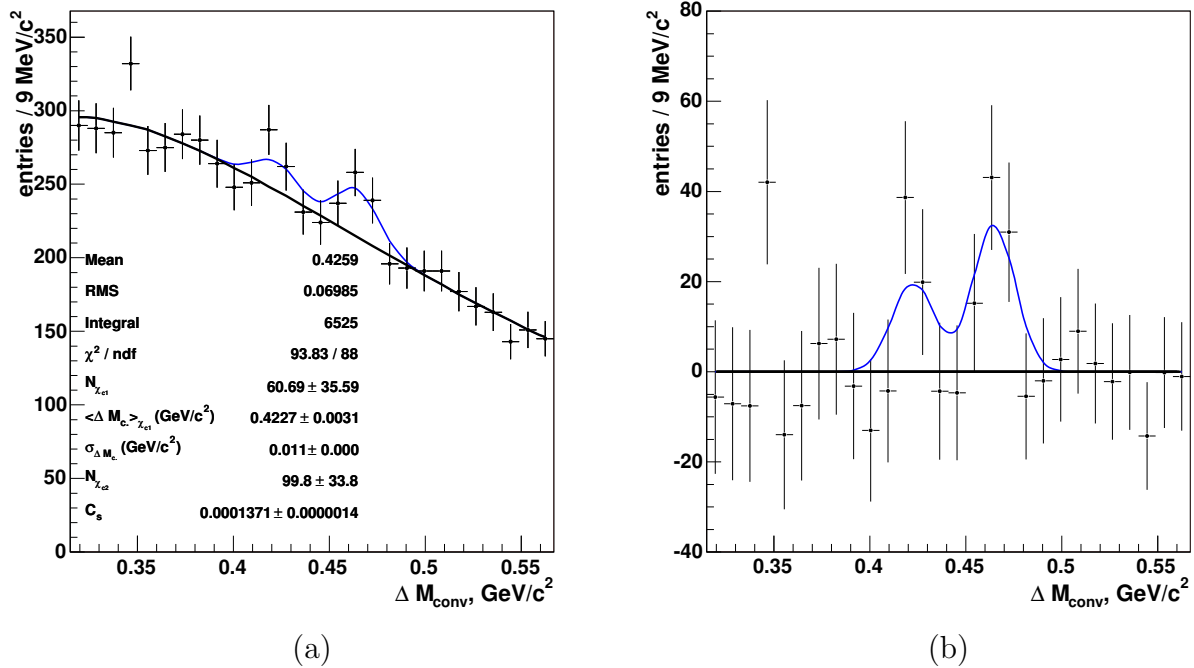 entries / 9 MeV/c²
350
300
250
200
150
100
50
0
Mean 0.4259
RMS 0.06985
Integral 6525
χ² / ndf 93.83 / 88
N_χc1 60.69 ± 35.59
<Δ M_c.>_χc1 (GeV/c²) 0.4227 ± 0.0031
σ_Δ M_c. (GeV/c²) 0.011 ± 0.000
N_χc2 99.8 ± 33.8
C_s 0.0001371 ± 0.0000014
0.35 0.4 0.45 0.5 0.55
Δ M_conv, GeV/c²
(a)
entries / 9 MeV/c²
80
60
40
20
0
-20
-40
0.35 0.4 0.45 0.5 0.55
Δ M_conv, GeV/c²
(b)